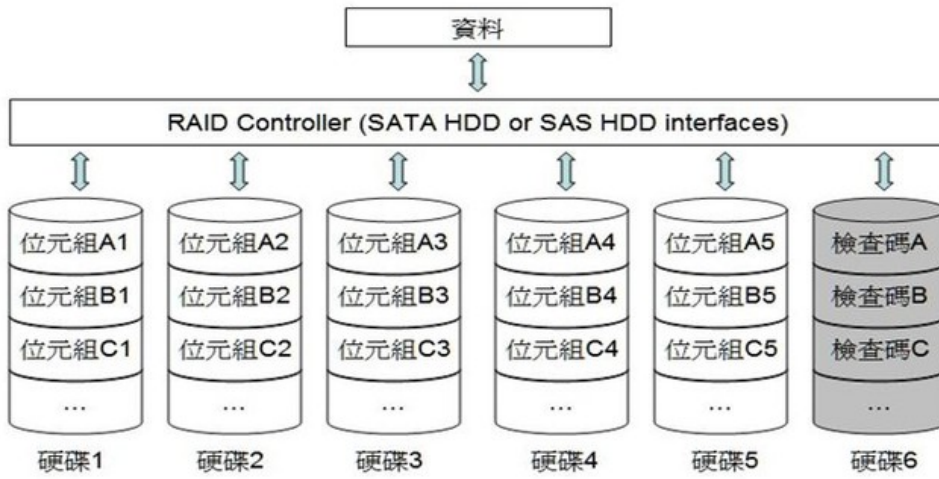 資料
RAID Controller (SATA HDD or SAS HDD interfaces)
位元組A1 位元組A2 位元組A3 位元組A4 位元組A5 檢查碼A
位元組B1 位元組B2 位元組B3 位元組B4 位元組B5 檢查碼B
位元組C1 位元組C2 位元組C3 位元組C4 位元組C5 檢查碼C
... ... ... ... ... ...
硬碟1 硬碟2 硬碟3 硬碟4 硬碟5 硬碟6